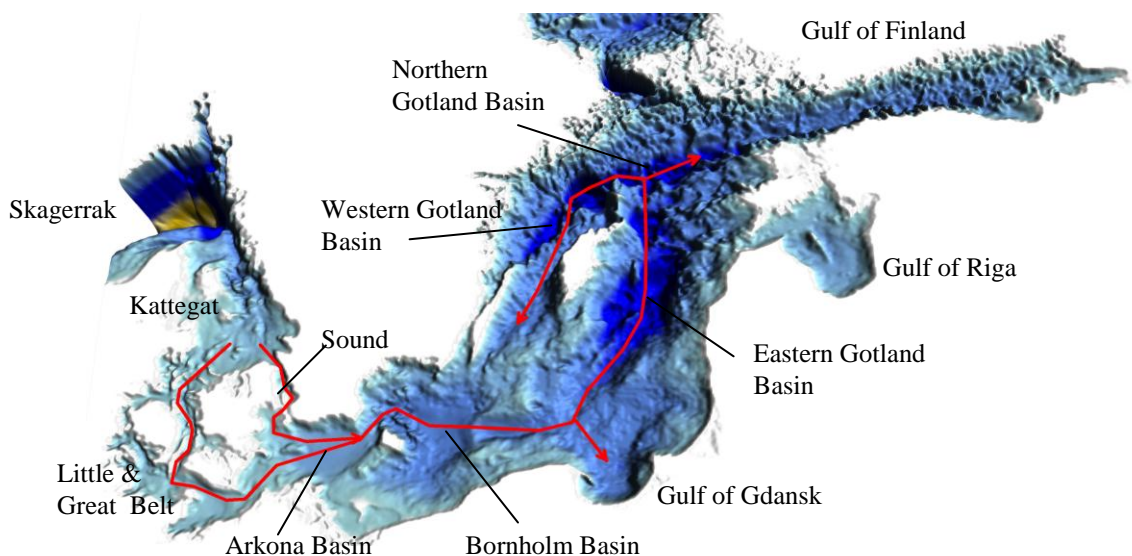 Gulf of Finland
Northern
Gotland Basin
Skagerrak
Western Gotland
Basin
Gulf of Riga
Kattegat
Sound
Eastern Gotland
Basin
Little &
Great Belt
Gulf of Gdansk
Arkona Basin
Bornholm Basin